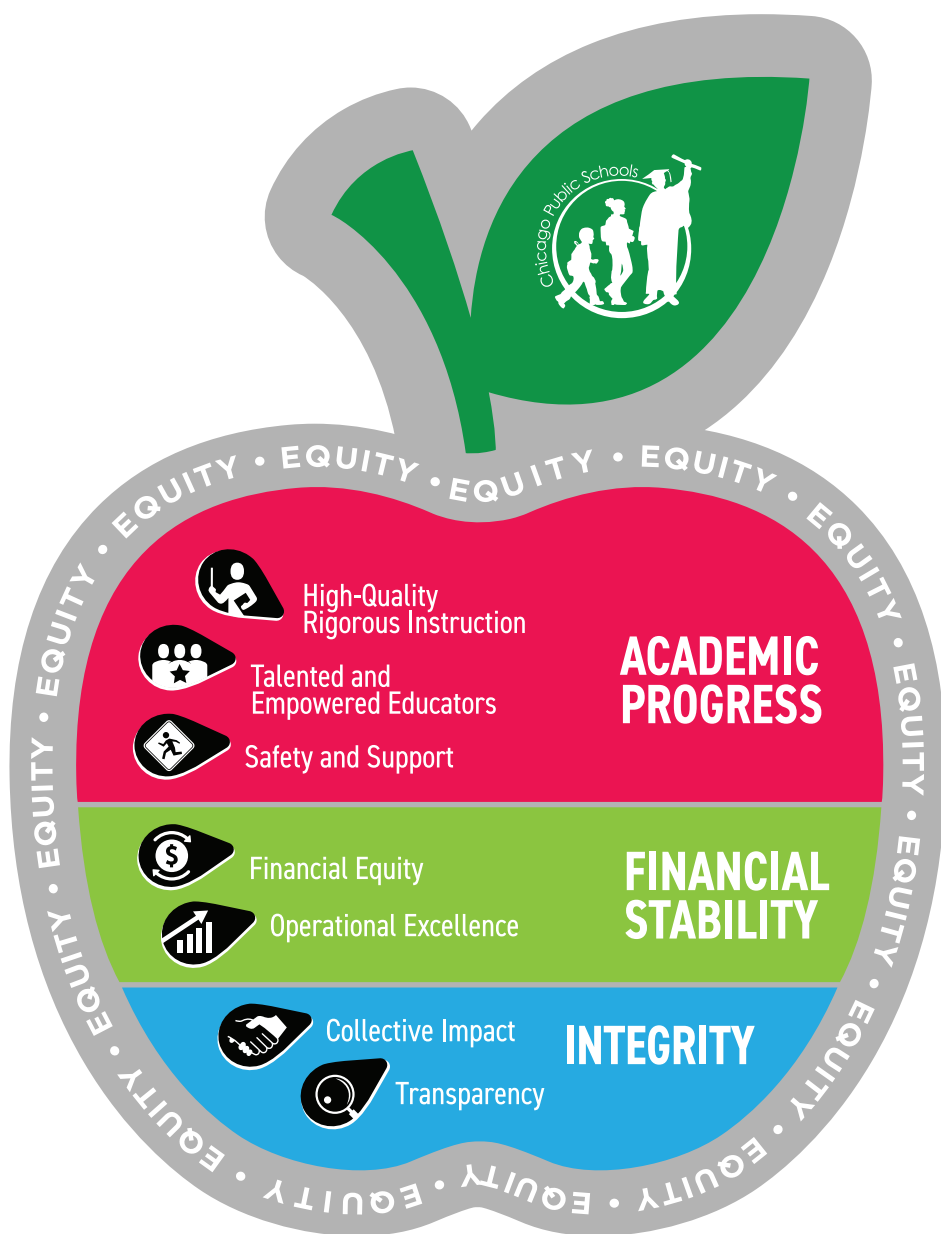 Chicago Public Schools
EQUITY • EQUITY • EQUITY • EQUITY • EQUITY • EQUITY • EQUITY • EQUITY • EQUITY • EQUITY • EQUITY • EQUITY • EQUITY • EQUITY • EQUITY •
High-Quality
Rigorous Instruction
Talented and
Empowered Educators
Safety and Support
ACADEMIC
PROGRESS
$
Financial Equity
Operational Excellence
FINANCIAL
STABILITY
Collective Impact
Transparency
INTEGRITY